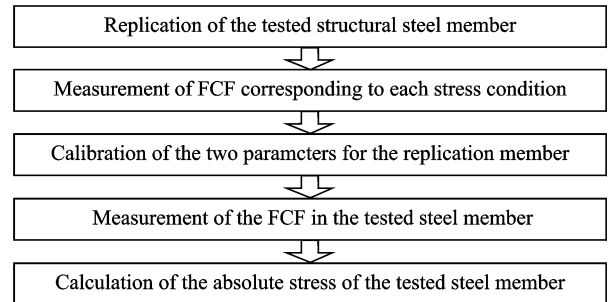 Replication of the tested structural steel member
Measurement of FCF corresponding to each stress condition
Calibration of the two paramcters for the replication member
Measurement of the FCF in the tested steel member
Calculation of the absolute stress of the tested steel member